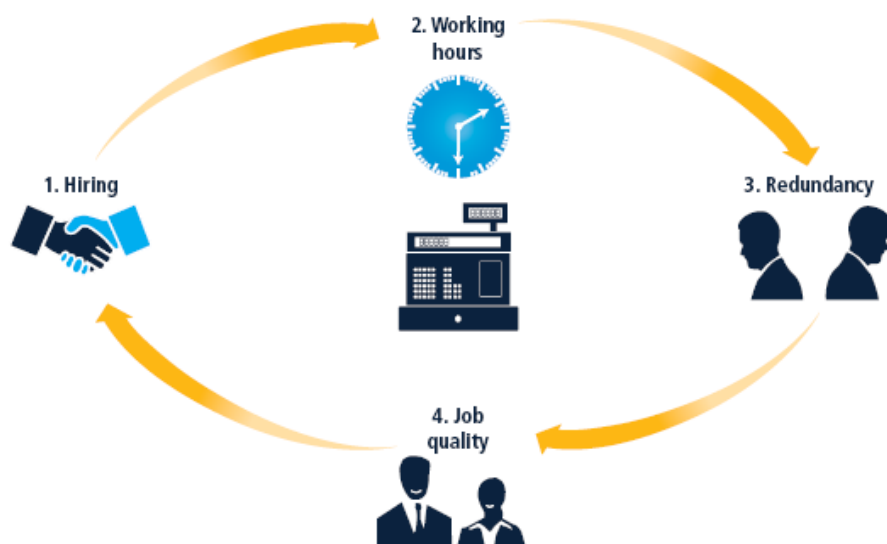 2. Working
hours
1. Hiring
3. Redundancy
4. Job
quality